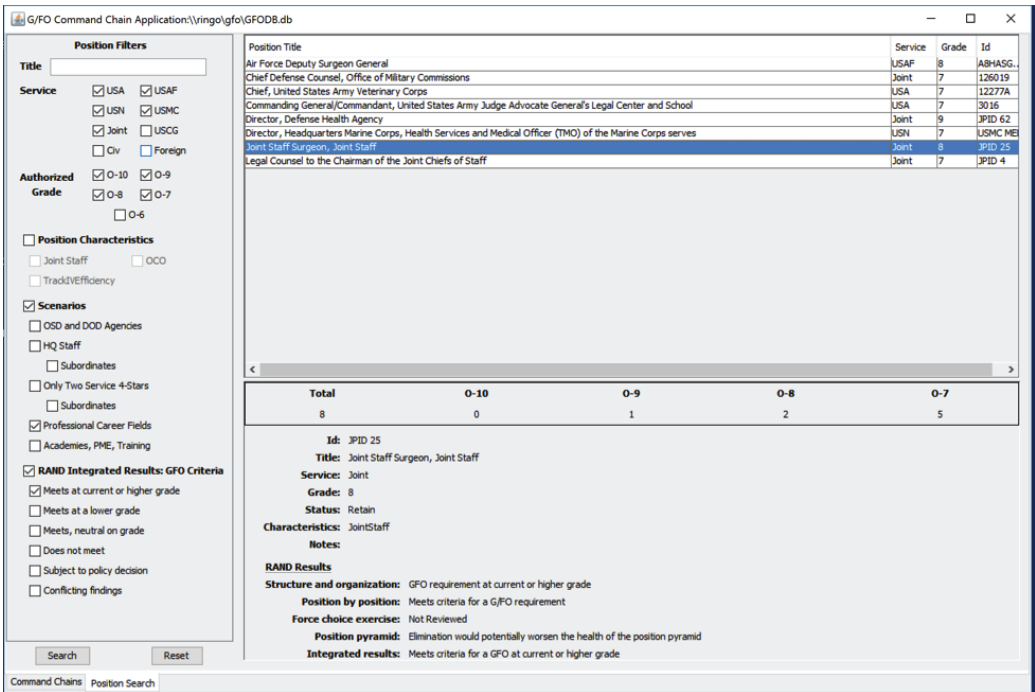 G/FO Command Chain Application:\\ringo\gfo\GFODB.db
Position Filters
Title
Service
USA USAF
USN USMC
Joint USCG
Civ Foreign
Authorized Grade
O-10 O-9
O-8 O-7
O-6
Position Characteristics
Joint Staff OCO
TrackIVEfficiency
Scenarios
OSD and DOD Agencies
HQ Staff
Subordinates
Only Two Service 4-Stars
Subordinates
Professional Career Fields
Academies, PME, Training
RAND Integrated Results: GFO Criteria
Meets at current or higher grade
Meets at a lower grade
Meets, neutral on grade
Does not meet
Subject to policy decision
Conflicting findings
Search Reset
Command Chains Position Search
Position Title Service Grade Id
Air Force Deputy Surgeon General USAF 8 A8HASG...
Chief Defense Counsel, Office of Military Commissions Joint 7 126019
Chief, United States Army Veterinary Corps USA 7 12277A
Commanding General/Commandant, United States Army Judge Advocate General's Legal Center and School USA 7 3016
Director, Defense Health Agency Joint 9 JPID 62
Director, Headquarters Marine Corps, Health Services and Medical Officer (TMO) of the Marine Corps serves USN 7 USMC MEI
Joint Staff Surgeon, Joint Staff Joint 8 JPID 25
Legal Counsel to the Chairman of the Joint Chiefs of Staff Joint 7 JPID 4
Total O-10 O-9 O-8 O-7
8 0 1 2 5
Id: JPID 25
Title: Joint Staff Surgeon, Joint Staff
Service: Joint
Grade: 8
Status: Retain
Characteristics: JointStaff
Notes:
RAND Results
Structure and organization: GFO requirement at current or higher grade
Position by position: Meets criteria for a G/FO requirement
Force choice exercise: Not Reviewed
Position pyramid: Elimination would potentially worsen the health of the position pyramid
Integrated results: Meets criteria for a GFO at current or higher grade